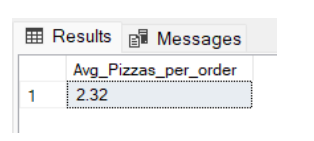 Results Messages
Avg_Pizzas_per_order
1 2.32